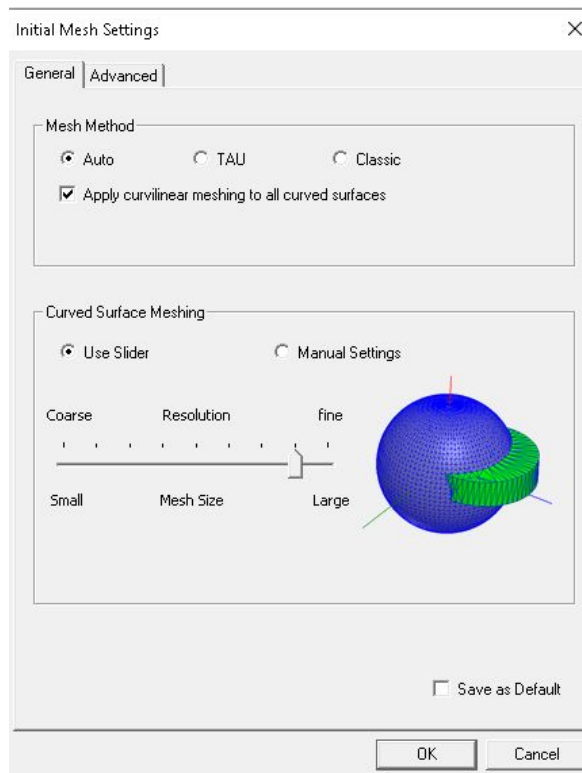 Initial Mesh Settings
General Advanced
Mesh Method
Auto TAU Classic
Apply curvilinear meshing to all curved surfaces
Curved Surface Meshing
Use Slider Manual Settings
Coarse Resolution fine
Small Mesh Size Large
Save as Default
OK Cancel